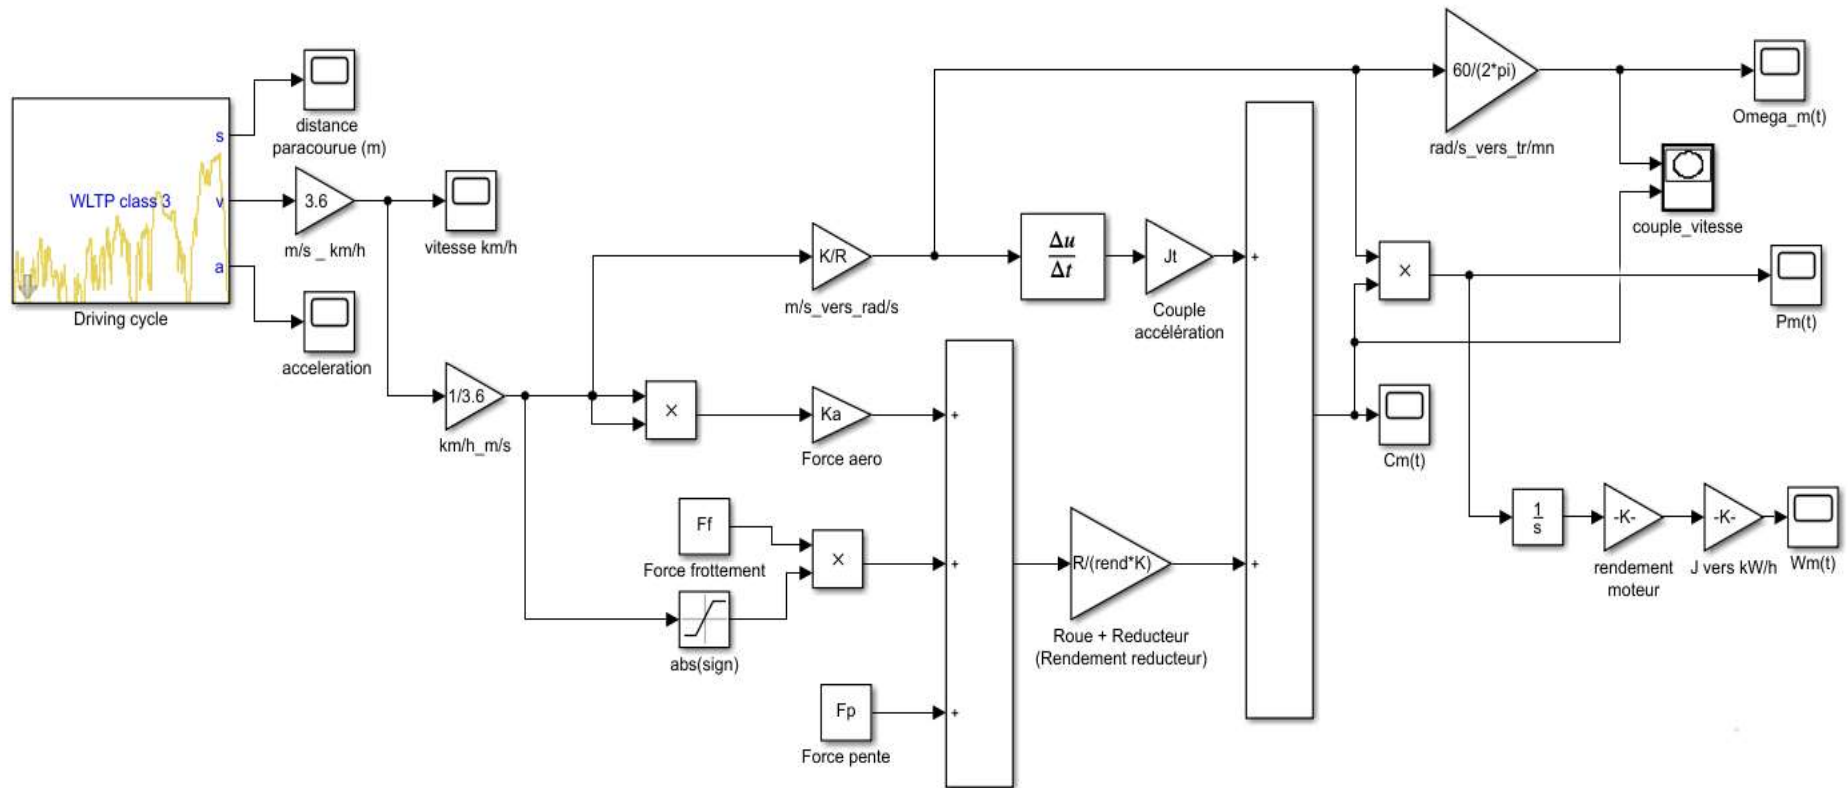 s
distance
paracourue (m)
WLTP class 3
v
a
Driving cycle
3.6
m/s _ km/h
vitesse km/h
acceleration
1/3.6
km/h_m/s
K/R
m/s_vers_rad/s
Δu
Δt
Jt
Couple
accélération
×
Ka
Force aero
Ff
Force frottement
×
abs(sign)
Fp
Force pente
+
+
+
R/(rend*K)
Roue + Reducteur
(Rendement reducteur)
+
+
60/(2*pi)
rad/s_vers_tr/mn
Omega_m(t)
couple_vitesse
×
Pm(t)
Cm(t)
1
s
-K-
rendement
moteur
-K-
J vers kW/h
Wm(t)